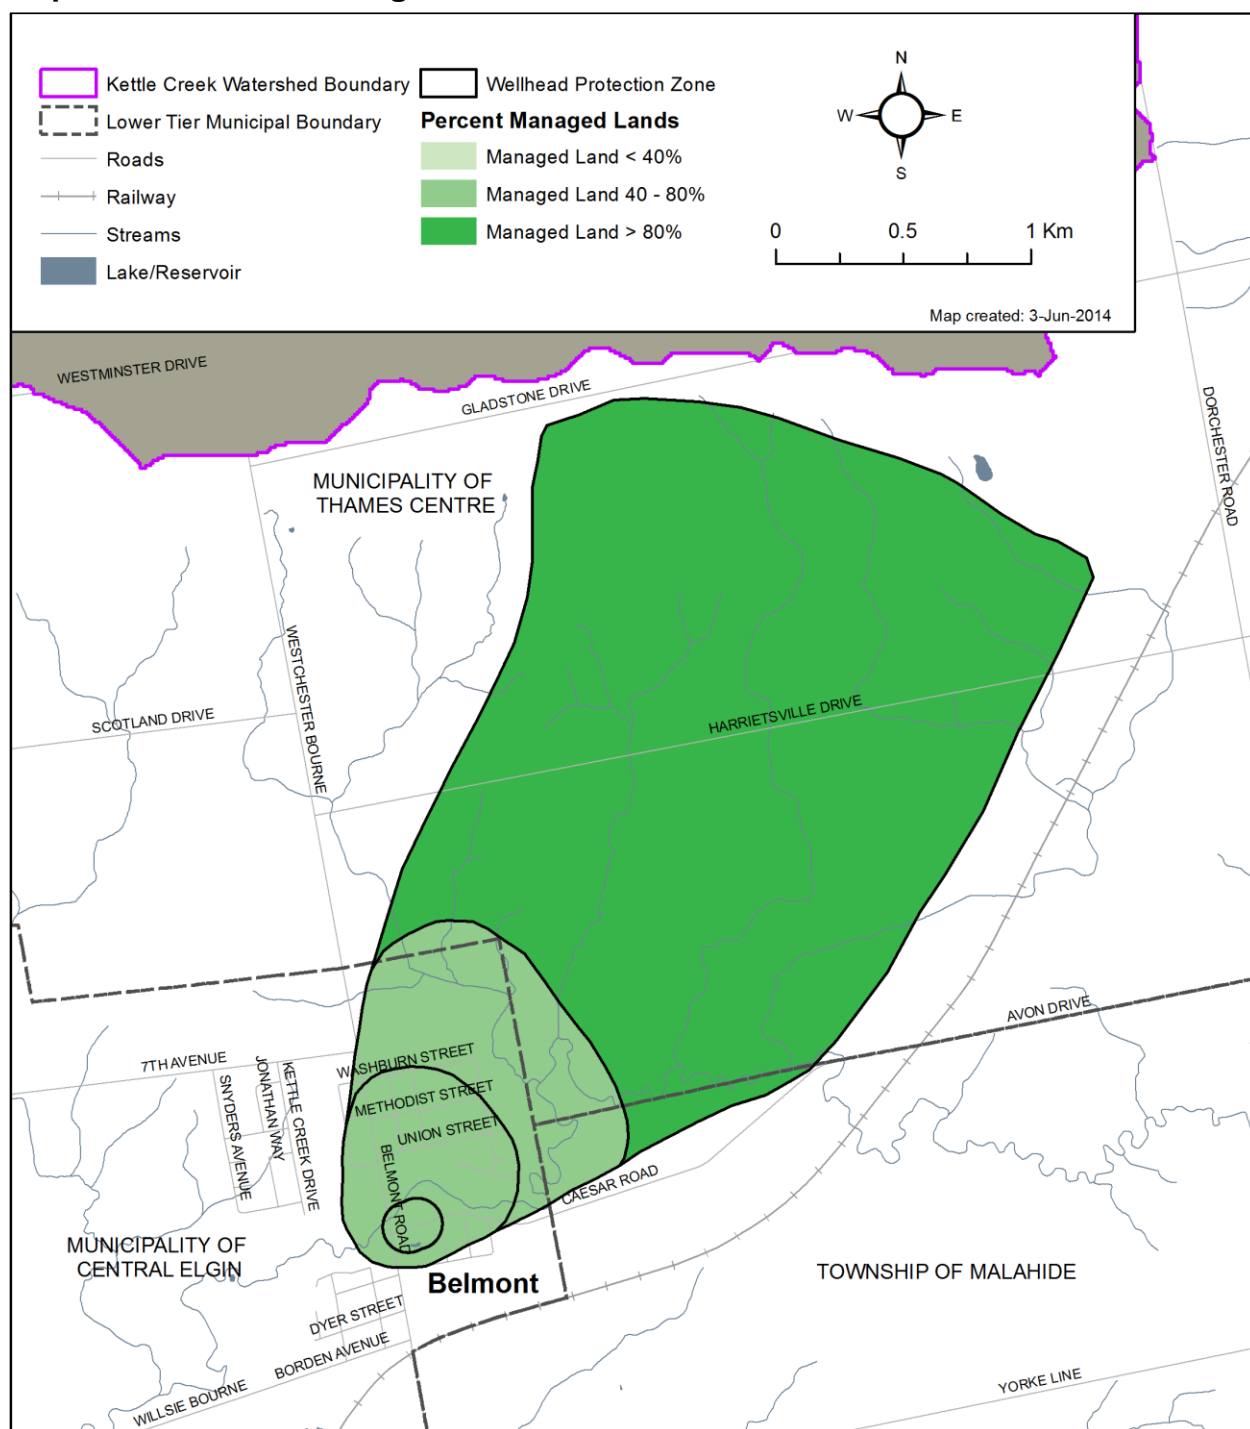 Kettle Creek Watershed Boundary
Lower Tier Municipal Boundary
Roads
Railway
Streams
Lake/Reservoir
Wellhead Protection Zone
Percent Managed Lands
Managed Land < 40%
Managed Land 40 - 80%
Managed Land > 80%
N
W
E
S
0
0.5
1 Km
Map created: 3-Jun-2014
WESTMINSTER DRIVE
GLADSTONE DRIVE
DORCHESTER ROAD
MUNICIPALITY OF
THAMES CENTRE
WESTCHESTER BOURNE
SCOTLAND DRIVE
HARRIETSVILLE DRIVE
AVON DRIVE
7TH AVENUE
WASHBURN STREET
SNYDERS AVENUE
JONATHAN WAY
KETTLE CREEK DRIVE
METHODIST STREET
UNION STREET
BELMONT ROAD
CAESAR ROAD
MUNICIPALITY OF
CENTRAL ELGIN
Belmont
TOWNSHIP OF MALAHIDE
DYER STREET
BORDEN AVENUE
WILLSIE BOURNE
YORKE LINE